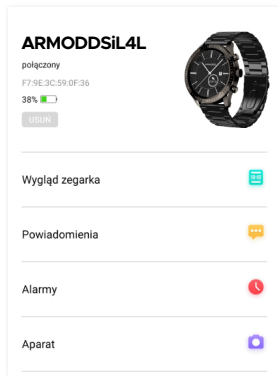 ARMODDSiL4L
połączony
F7:9E:3C:59:0F:36
38%
USUŃ
Wygląd zegarka
Powiadomienia
Alarmy
Aparat